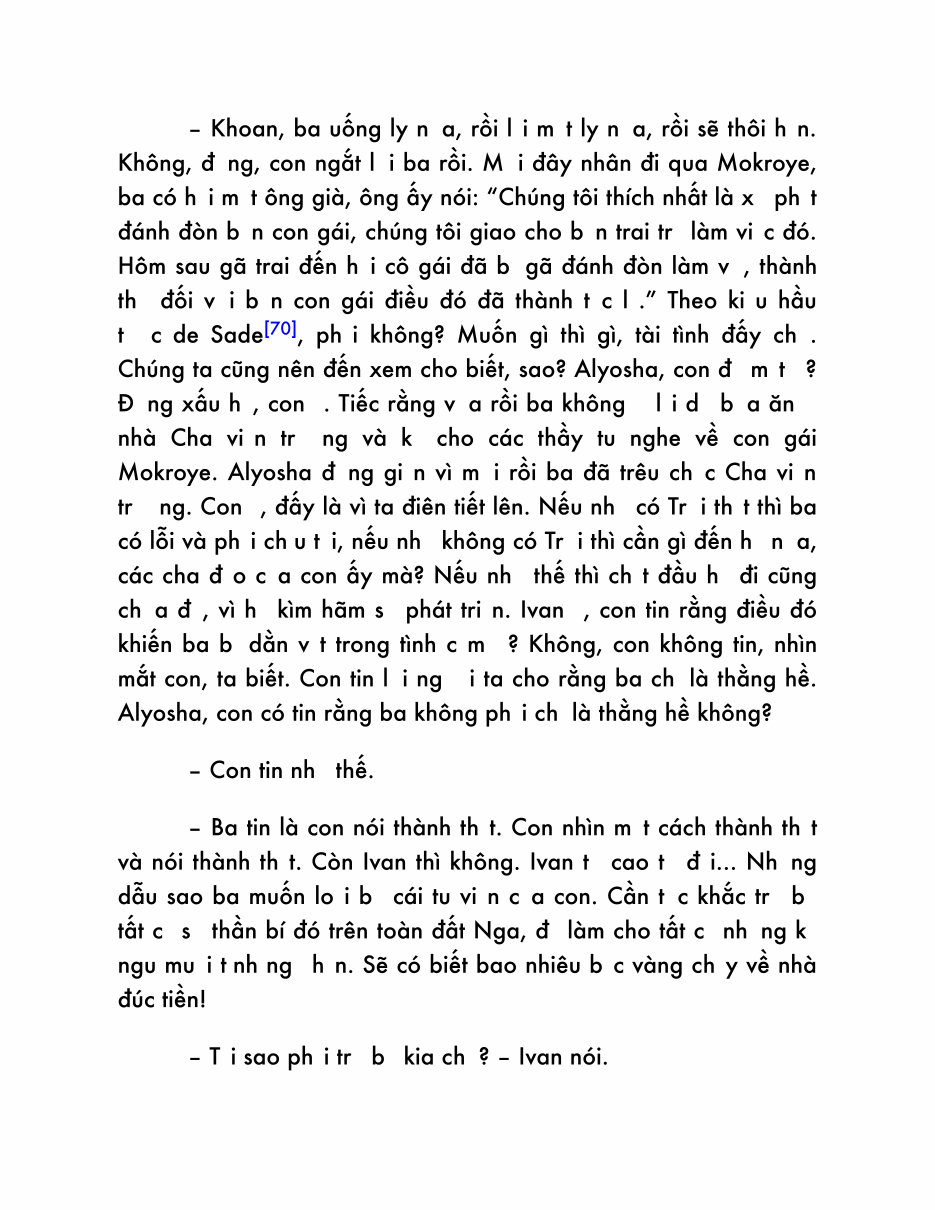 – Khoan, ba uống ly n a, rồi l i m t ly n a, rồi sẽ thôi h n.
Không, đ ng, con ngắt l i ba rồi. M i đây nhân đi qua Mokroye,
ba có h i m t ông già, ông ấy nói: “Chúng tôi thích nhất là x ph t
đánh đòn b n con gái, chúng tôi giao cho b n trai tr làm vi c đó.
Hôm sau gã trai đến h i cô gái đã b gã đánh đòn làm v , thành
th đối v i b n con gái điều đó đã thành t c l .” Theo ki u hầu
t c de Sade[70], ph i không? Muốn gì thì gì, tài tình đấy ch .
Chúng ta cũng nên đến xem cho biết, sao? Alyosha, con đ m t ?
Đ ng xấu h , con . Tiếc rằng v a rồi ba không l i d b a ăn
nhà Cha vi n tr ng và k cho các thầy tu nghe về con gái
Mokroye. Alyosha đ ng gi n vì m i rồi ba đã trêu ch c Cha vi n
tr ng. Con , đấy là vì ta điên tiết lên. Nếu nh có Tr i th t thì ba
có lỗi và ph i ch u t i, nếu nh không có Tr i thì cần gì đến h n a,
các cha đ o c a con ấy mà? Nếu nh thế thì ch t đầu h đi cũng
ch a đ , vì h kìm hãm s phát tri n. Ivan , con tin rằng điều đó
khiến ba b dằn v t trong tình c m ? Không, con không tin, nhìn
mắt con, ta biết. Con tin l i ng i ta cho rằng ba ch là thằng hề.
Alyosha, con có tin rằng ba không ph i ch là thằng hề không?
– Con tin nh thế.
– Ba tin là con nói thành th t. Con nhìn m t cách thành th t
và nói thành th t. Còn Ivan thì không. Ivan t cao t đ i... Nh ng
dẫu sao ba muốn lo i b cái tu vi n c a con. Cần t c khắc tr b
tất c s thần bí đó trên toàn đất Nga, đ làm cho tất c nh ng k
ngu mu i t nh ng h n. Sẽ có biết bao nhiêu b c vàng ch y về nhà
đúc tiền!
– T i sao ph i tr b kia ch ? – Ivan nói.